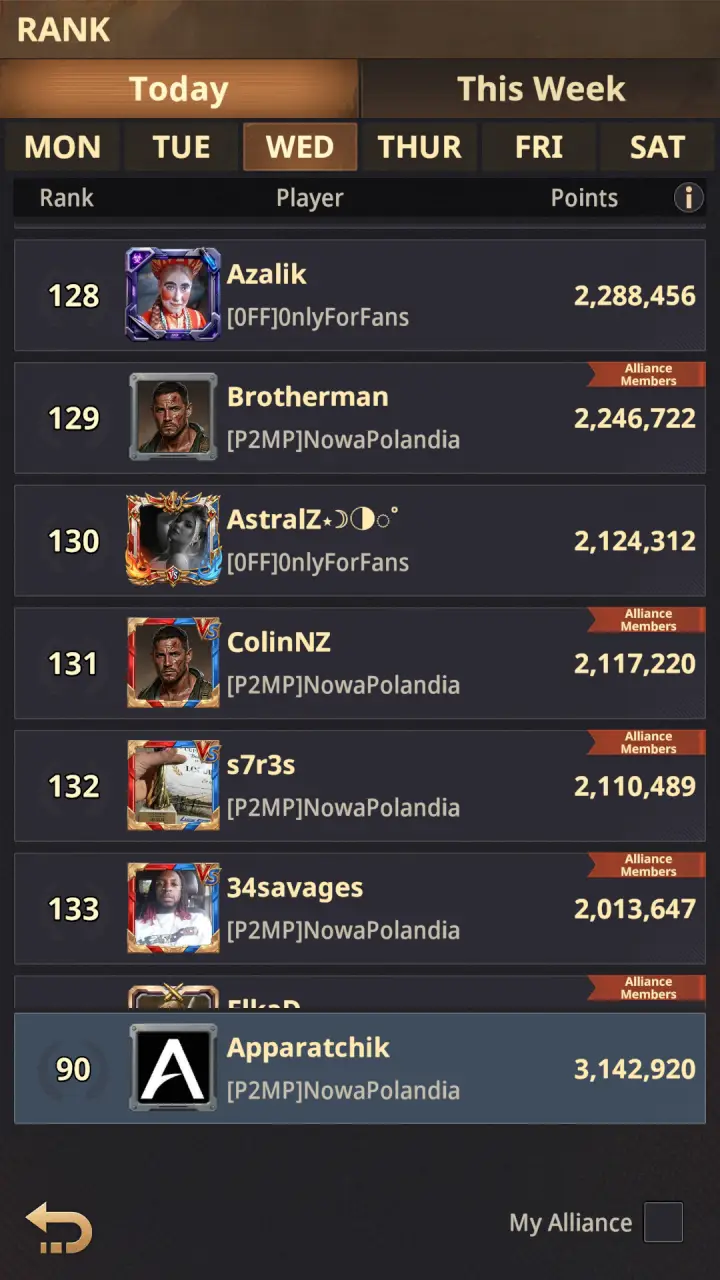 RANK
Today
This Week
MON
TUE
WED
THUR
FRI
SAT
Rank
Player
Points
128
Azalik
[0FF]0nlyForFans
2,288,456
Alliance
Members
129
Brotherman
[P2MP]NowaPolandia
2,246,722
130
AstralZ⋆☽◑◌˚
[0FF]0nlyForFans
2,124,312
Alliance
Members
131
ColinNZ
[P2MP]NowaPolandia
2,117,220
Alliance
Members
132
s7r3s
[P2MP]NowaPolandia
2,110,489
Alliance
Members
133
34savages
[P2MP]NowaPolandia
2,013,647
Alliance
Members
90
Apparatchik
[P2MP]NowaPolandia
3,142,920
My Alliance